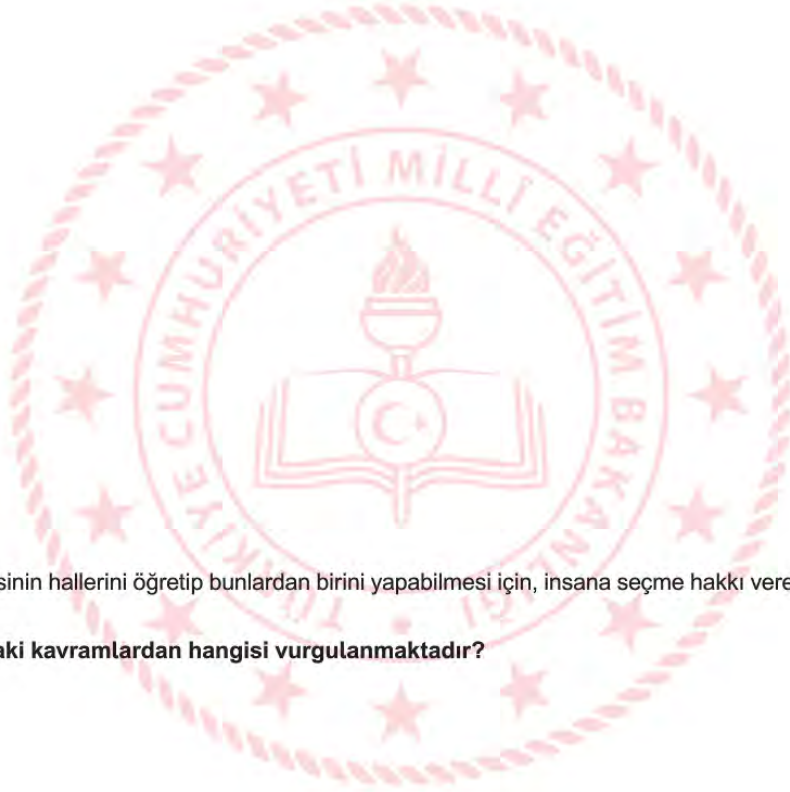 TÜRKİYE CUMHURİYETİ MİLLÎ EĞİTİM BAKANLIĞI
sinin hallerini öğretip bunlardan birini yapabilmesi için, insana seçme hakkı vere
aki kavramlardan hangisi vurgulanmaktadır?